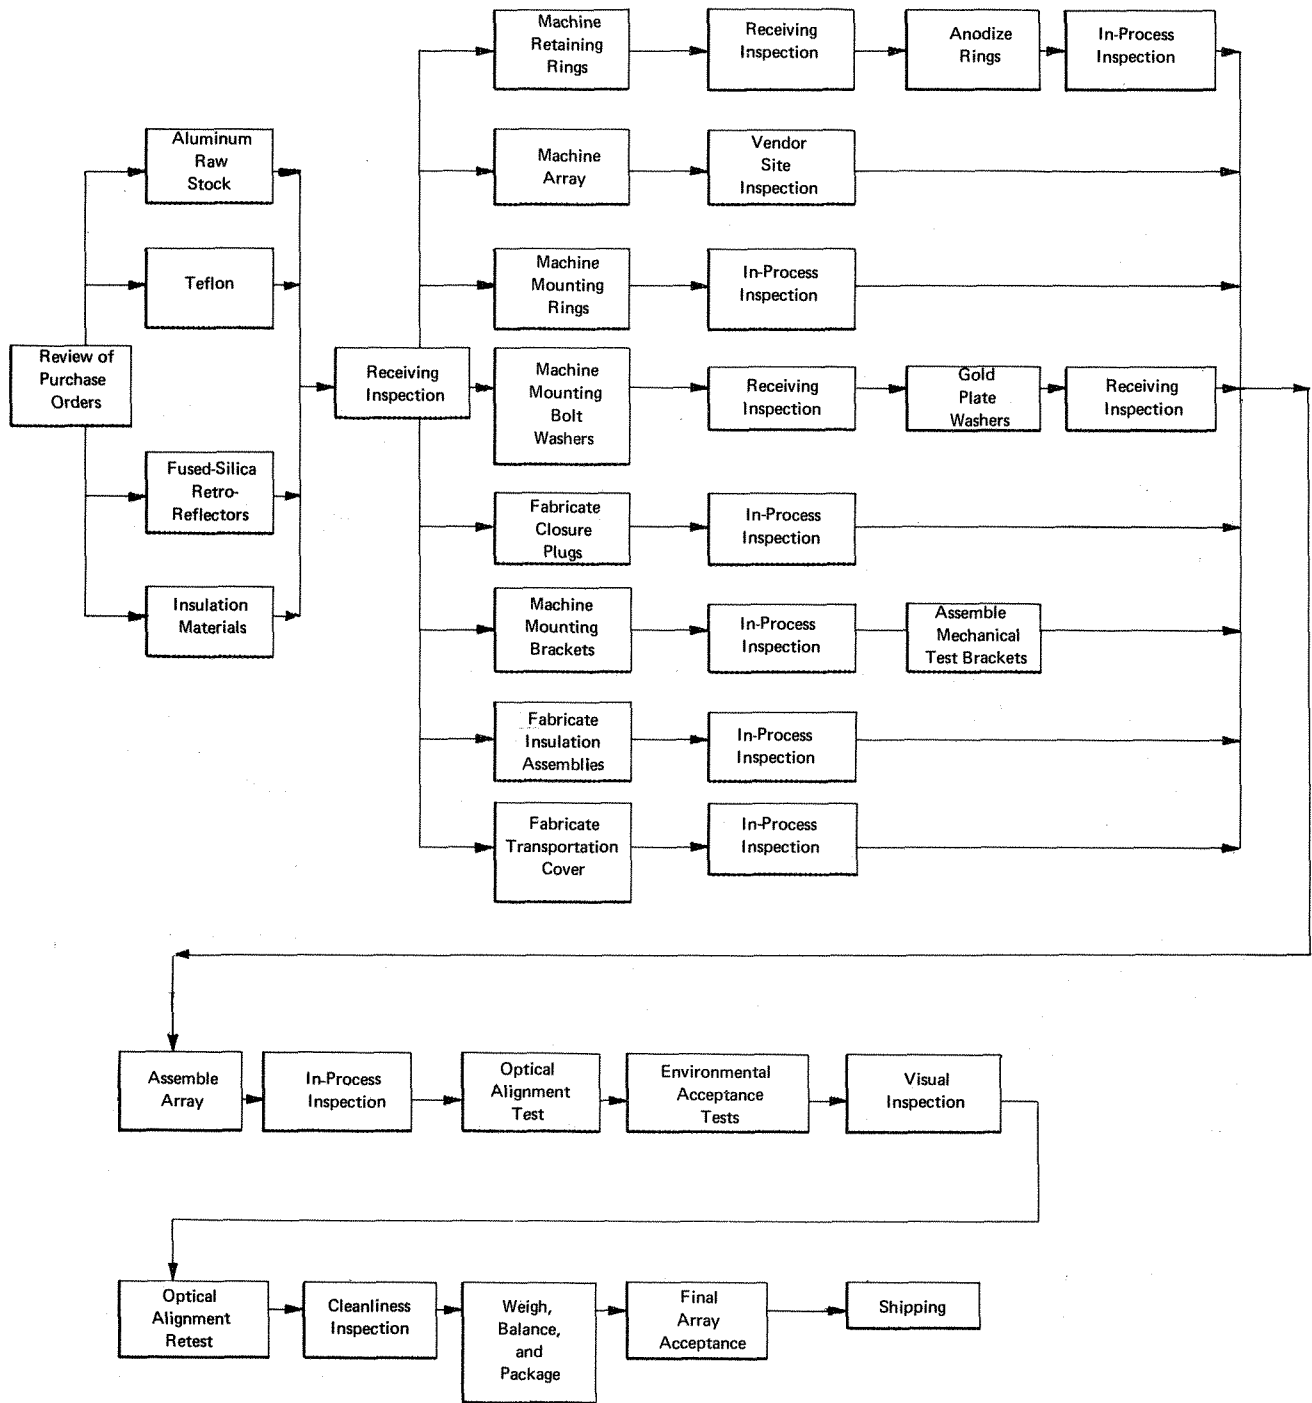 Review of
Purchase
Orders
Aluminum
Raw
Stock
Teflon
Fused-Silica
Retro-
Reflectors
Insulation
Materials
Receiving
Inspection
Machine
Retaining
Rings
Receiving
Inspection
Anodize
Rings
In-Process
Inspection
Machine
Array
Vendor
Site
Inspection
Machine
Mounting
Rings
In-Process
Inspection
Machine
Mounting
Bolt
Washers
Receiving
Inspection
Gold
Plate
Washers
Receiving
Inspection
Fabricate
Closure
Plugs
In-Process
Inspection
Machine
Mounting
Brackets
In-Process
Inspection
Assemble
Mechanical
Test Brackets
Fabricate
Insulation
Assemblies
In-Process
Inspection
Fabricate
Transportation
Cover
In-Process
Inspection
Assemble
Array
In-Process
Inspection
Optical
Alignment
Test
Environmental
Acceptance
Tests
Visual
Inspection
Optical
Alignment
Retest
Cleanliness
Inspection
Weigh,
Balance,
and
Package
Final
Array
Acceptance
Shipping